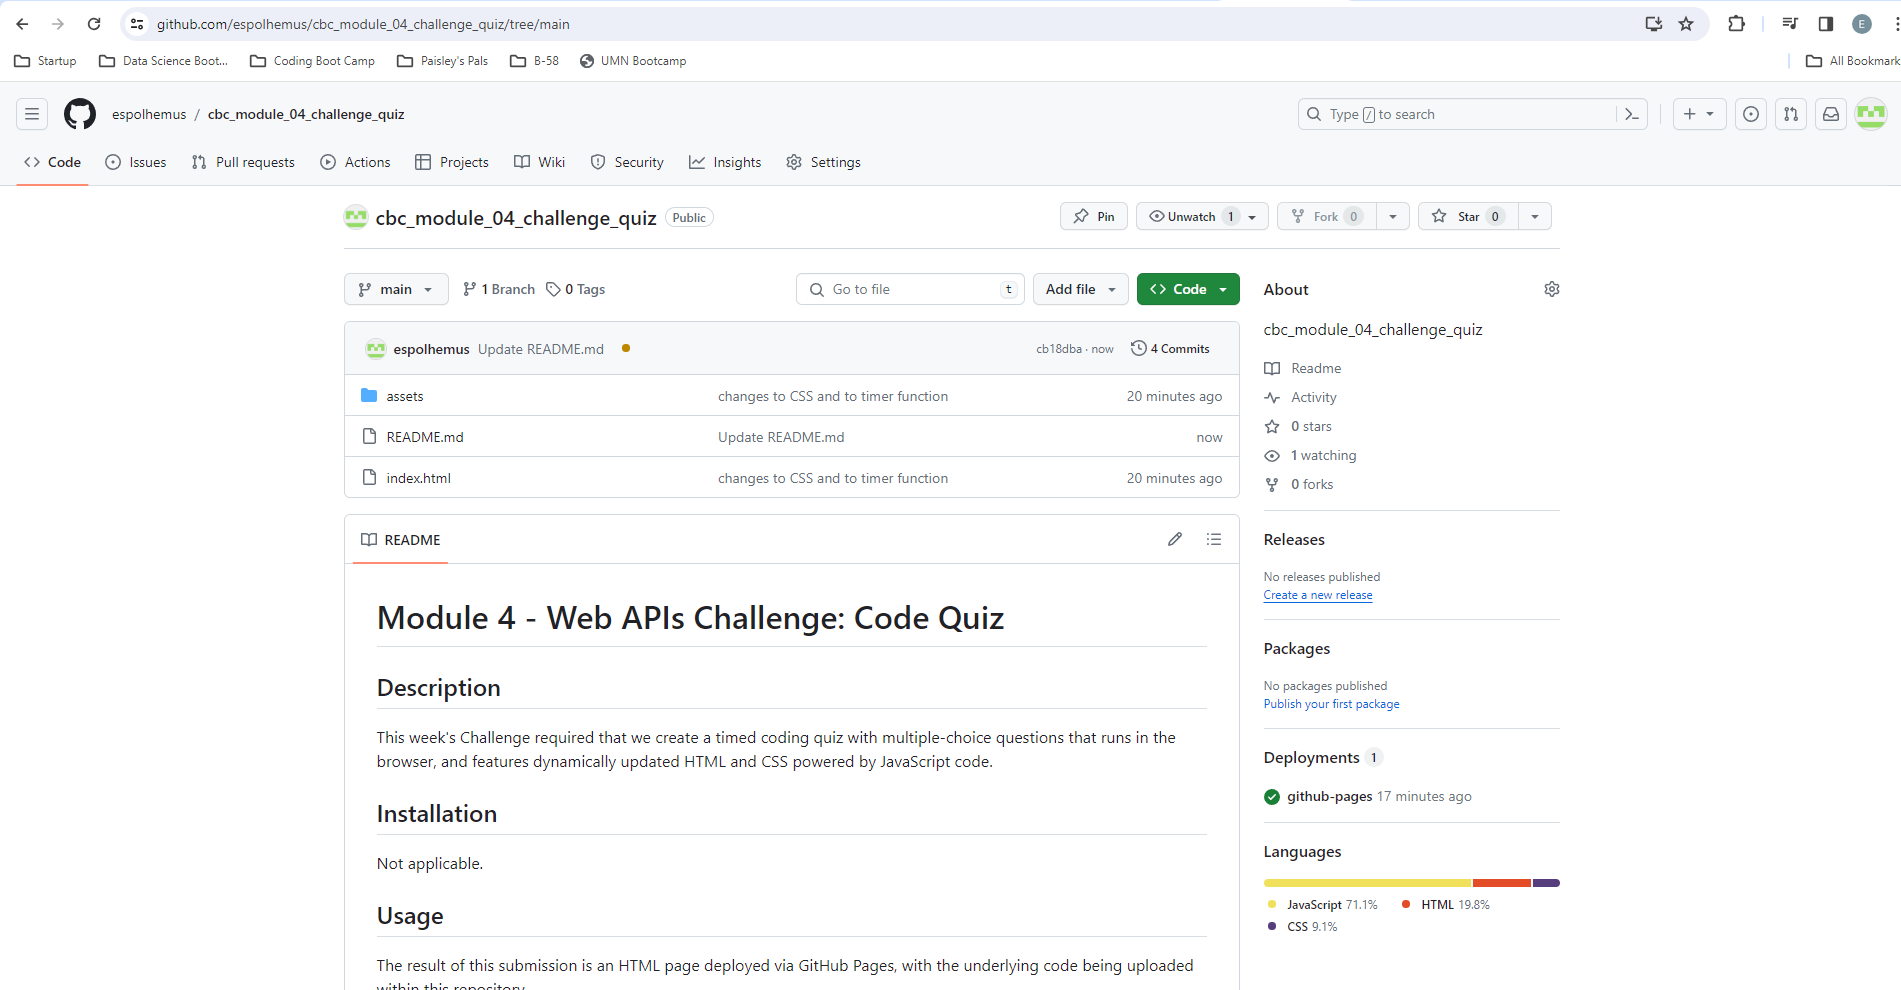 github.com/espolhemus/cbc_module_04_challenge_quiz/tree/main
E
Startup Data Science Boot... Coding Boot Camp Paisley's Pals B-58 UMN Bootcamp All Bookmark
espolhemus / cbc_module_04_challenge_quiz Type / to search
Code Issues Pull requests Actions Projects Wiki Security Insights Settings
cbc_module_04_challenge_quiz Public Pin Unwatch 1 Fork 0 Star 0
main 1 Branch 0 Tags Go to file t Add file <> Code
espolhemus Update README.md cb18dba · now 4 Commits
assets changes to CSS and to timer function 20 minutes ago
README.md Update README.md now
index.html changes to CSS and to timer function 20 minutes ago
README
Module 4 - Web APIs Challenge: Code Quiz
Description
This week's Challenge required that we create a timed coding quiz with multiple-choice questions that runs in the
browser, and features dynamically updated HTML and CSS powered by JavaScript code.
Installation
Not applicable.
Usage
The result of this submission is an HTML page deployed via GitHub Pages, with the underlying code being uploaded
within this repository.
About
cbc_module_04_challenge_quiz
Readme
Activity
0 stars
1 watching
0 forks
Releases
No releases published
Create a new release
Packages
No packages published
Publish your first package
Deployments 1
github-pages 17 minutes ago
Languages
JavaScript 71.1% HTML 19.8%
CSS 9.1%